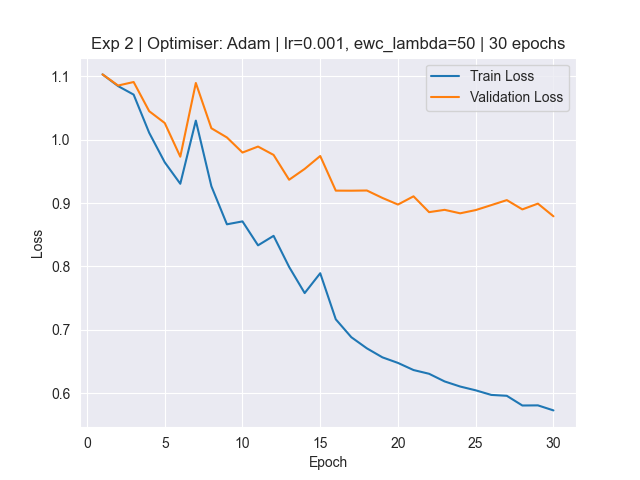 Exp 2 | Optimiser: Adam | lr=0.001, ewc_lambda=50 | 30 epochs
Train Loss
Validation Loss
1.1
1.0
0.9
0.8
0.7
0.6
Loss
0
5
10
15
20
25
30
Epoch